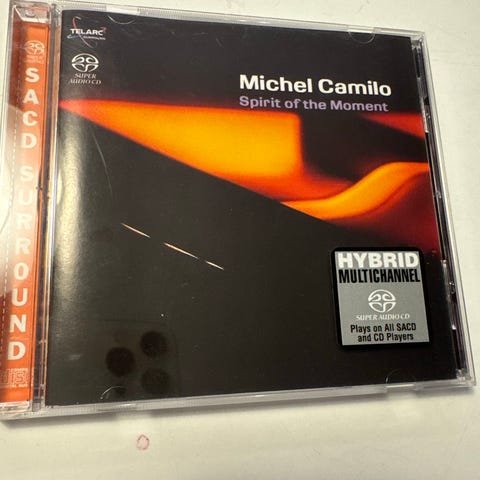 TELARC
SUPER AUDIO CD
SACD SURROUND
Michel Camilo
Spirit of the Moment
HYBRID
MULTICHANNEL
SUPER AUDIO CD
Plays on All SACD
and CD Players